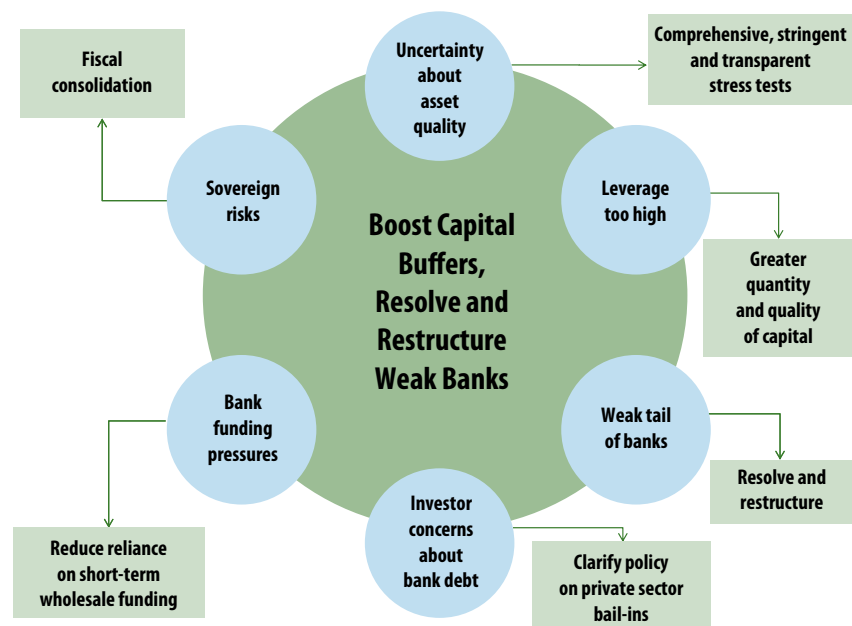 Fiscal
consolidation
Uncertainty
about
asset
quality
Comprehensive, stringent
and transparent
stress tests
Sovereign
risks
Leverage
too high
Boost Capital
Buffers,
Resolve and
Restructure
Weak Banks
Greater
quantity
and quality
of capital
Bank
funding
pressures
Weak tail
of banks
Resolve and
restructure
Investor
concerns
about
bank debt
Reduce reliance
on short-term
wholesale funding
Clarify policy
on private sector
bail-ins